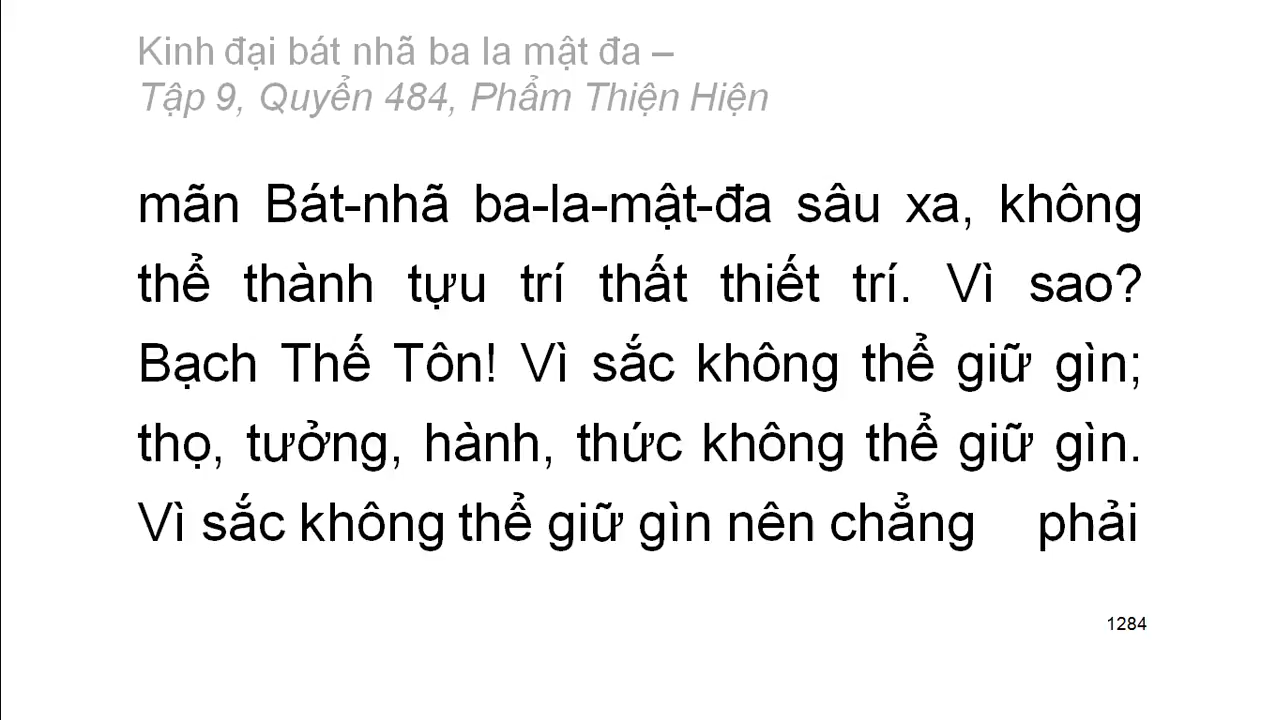 Kinh đại bát nhã ba la mật đa –
Tập 9, Quyển 484, Phẩm Thiện Hiện
mãn Bát-nhã ba-la-mật-đa sâu xa, không
thể thành tựu trí thất thiết trí. Vì sao?
Bạch Thế Tôn! Vì sắc không thể giữ gìn;
thọ, tưởng, hành, thức không thể giữ gìn.
Vì sắc không thể giữ gìn nên chẳng phải
1284